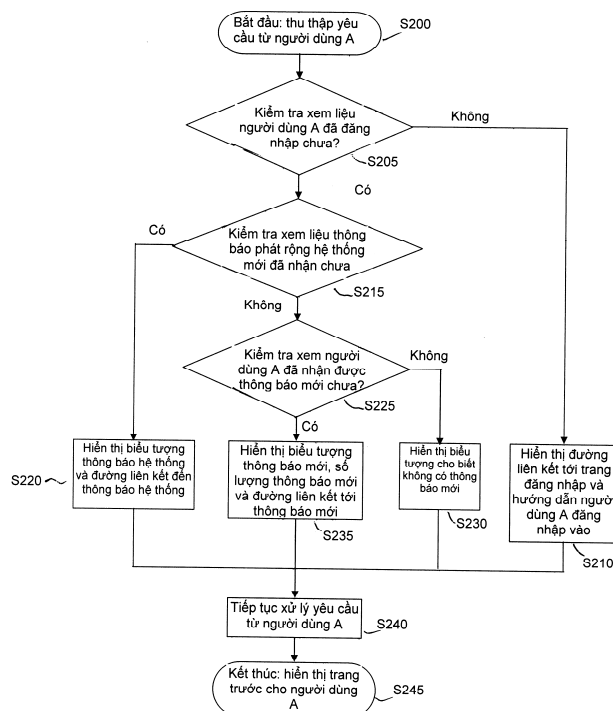 Bắt đầu: thu thập yêu
cầu từ người dùng A
S200
Kiểm tra xem liệu
người dùng A đã đăng
nhập chưa?
Không
S205
Có
Có
Kiểm tra xem liệu thông
báo phát rộng hệ thống
mới đã nhận chưa
S215
Không
Kiểm tra xem người
dùng A đã nhận được
thông báo mới chưa?
Không
S225
Có
Hiển thị biểu tượng
thông báo hệ thống
và đường liên kết đến
thông báo hệ thống
S220
Hiển thị biểu tượng
thông báo mới, số
lượng thông báo mới
và đường liên kết tới
thông báo mới
S235
Hiển thị biểu
tượng cho biết
không có thông
báo mới
S230
Hiển thị đường
liên kết tới trang
đăng nhập và
hướng dẫn người
dùng A đăng
nhập vào
S210
Tiếp tục xử lý yêu cầu
từ người dùng A
S240
Kết thúc: hiển thị trang
trước cho người dùng
A
S245